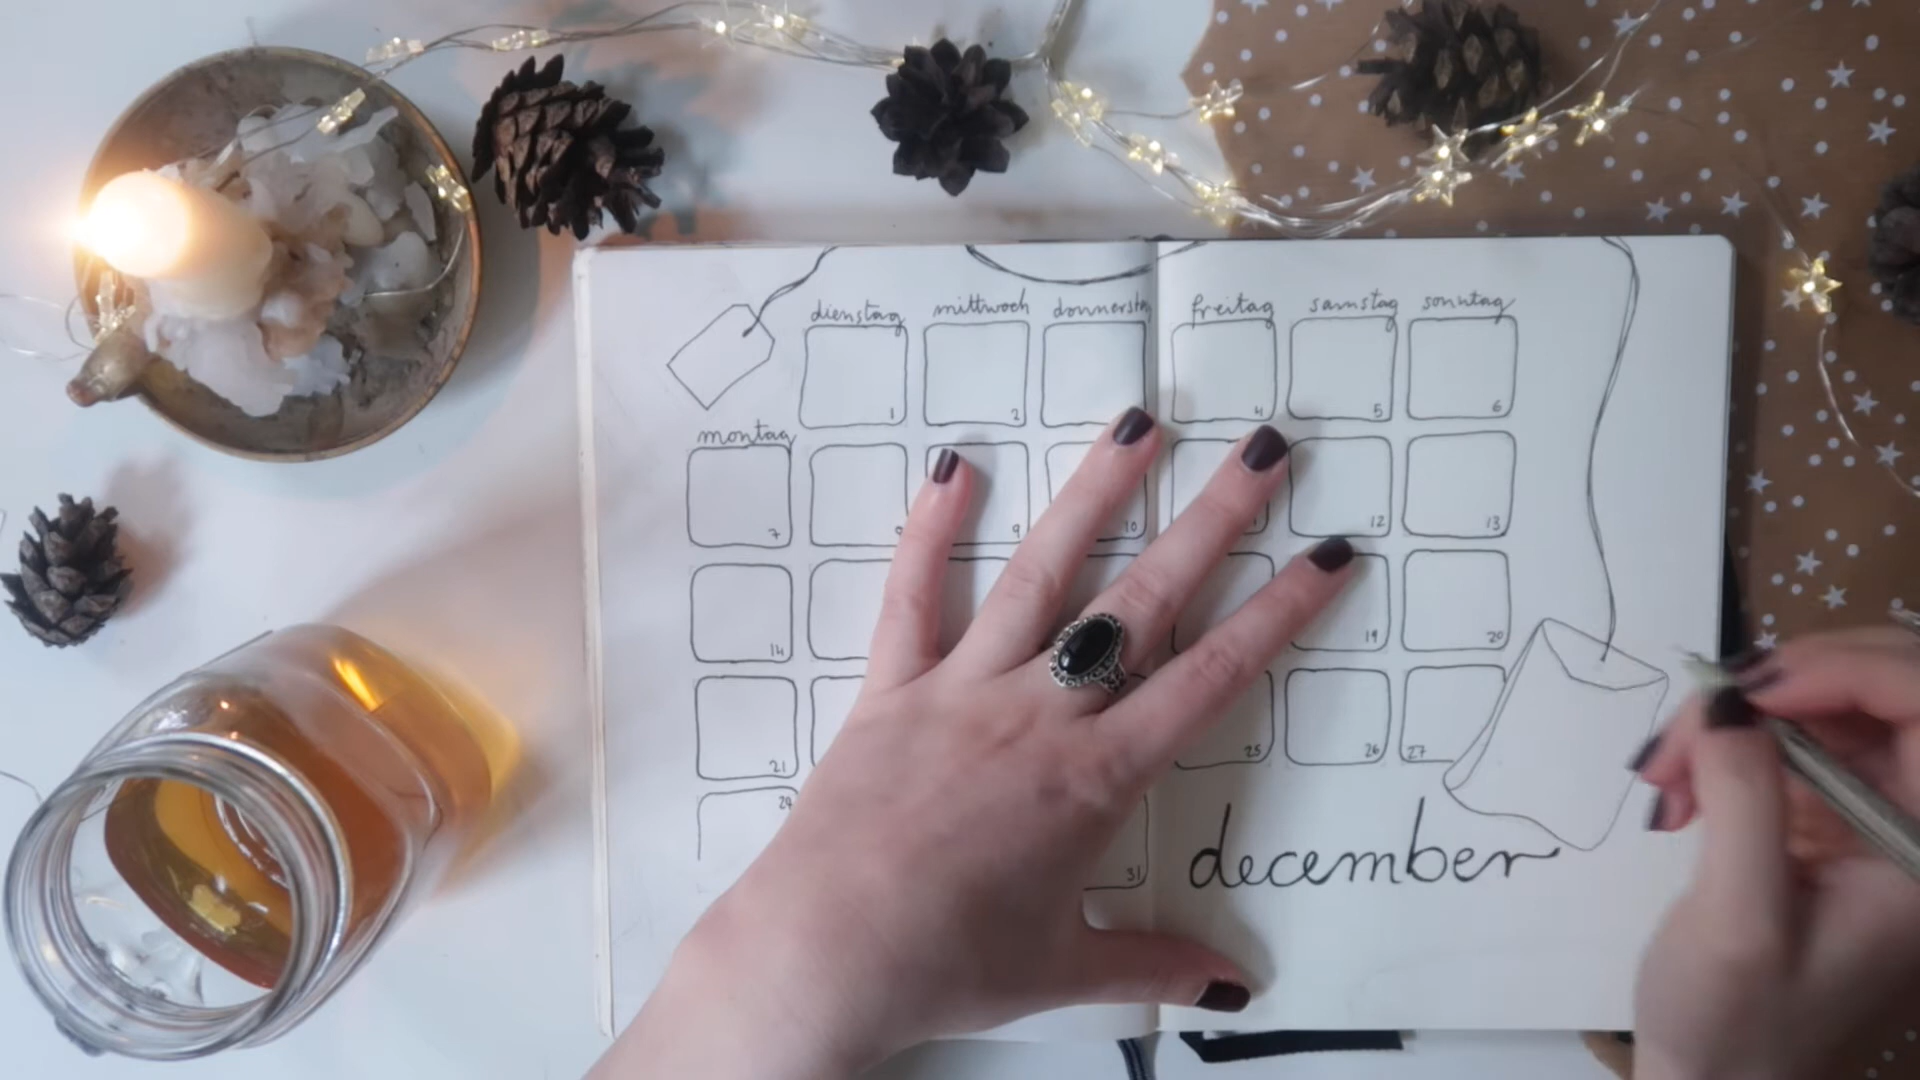 dienstag mittwoch donnerstag freitag samstag sonntag
1 2 4 5 6
montag
7 9 10 12 13
14 19 20
21 25 26 27
31
december